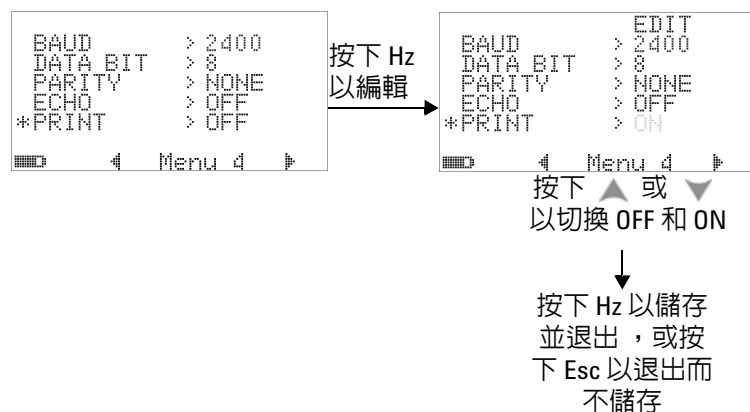 BAUD > 2400
DATA BIT > 8
PARITY > NONE
ECHO > OFF
*PRINT > OFF
Menu 4
按下 Hz
以編輯
EDIT
BAUD > 2400
DATA BIT > 8
PARITY > NONE
ECHO > OFF
*PRINT > ON
Menu 4
按下 ▲ 或 ▼
以切換 OFF 和 ON
按下 Hz 以儲存
並退出 ，或按
下 Esc 以退出而
不儲存